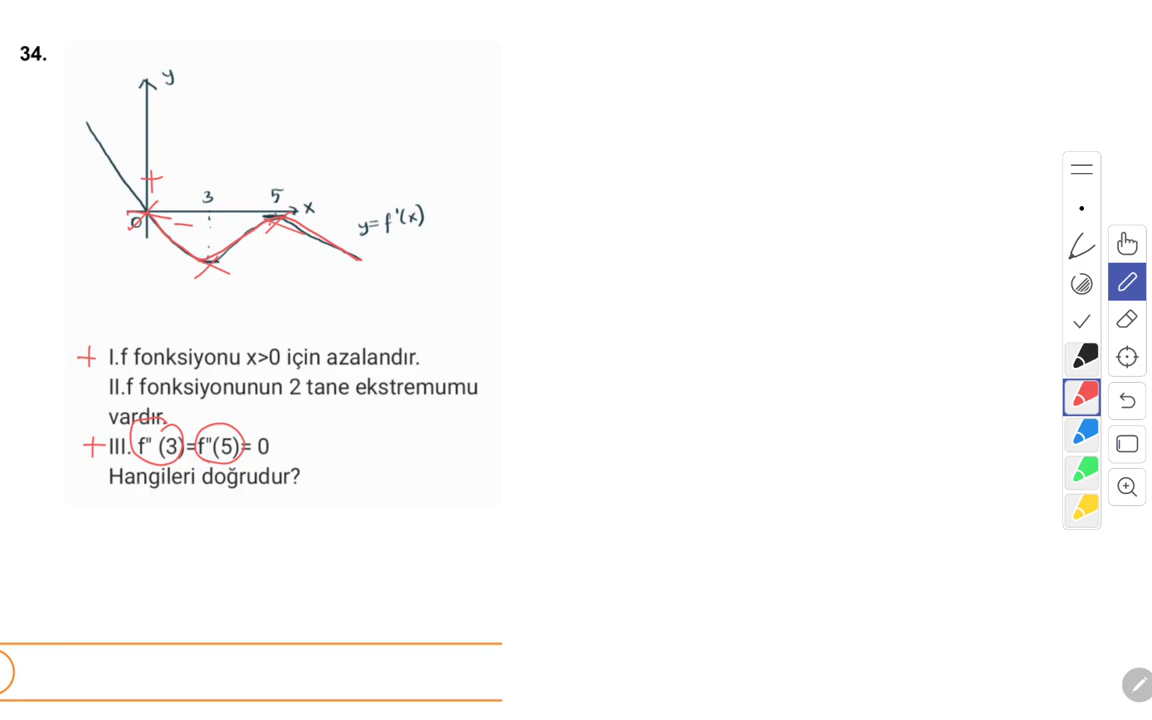 34.
y
3
5
x
0
y=f'(x)
I.f fonksiyonu x>0 için azalandır.
II.f fonksiyonunun 2 tane ekstremumu
vardır.
III. f" (3)=f"(5)= 0
Hangileri doğrudur?